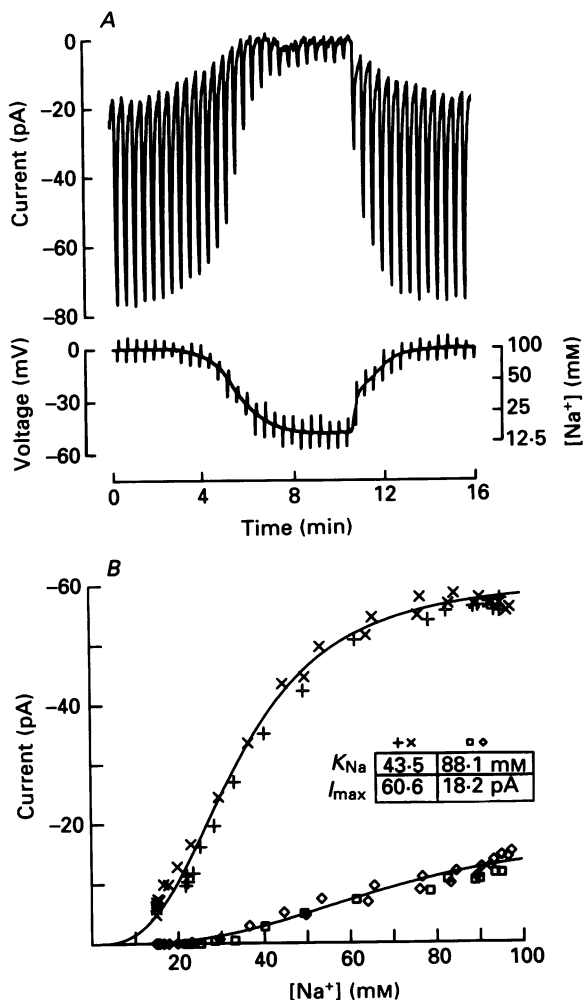 A
Current (pA)
0
−20
−40
−60
−80
Voltage (mV)
0
−30
−60
100
50
25
12·5
[Na⁺] (mM)
0 4 8 12 16
Time (min)
B
Current (pA)
−60
−40
−20
+× □◇
K_Na 43·5 88·1 mM
I_max 60·6 18·2 pA
20 40 60 80 100
[Na⁺] (mM)